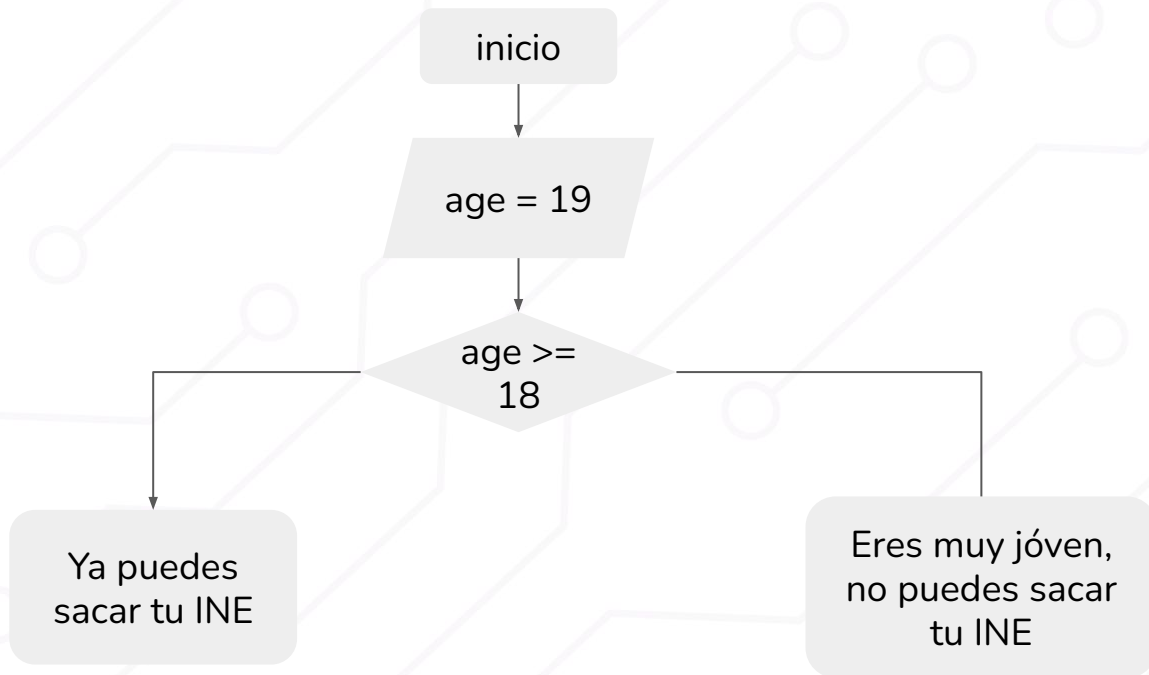 inicio
age = 19
age >=
18
Ya puedes
sacar tu INE
Eres muy jóven,
no puedes sacar
tu INE